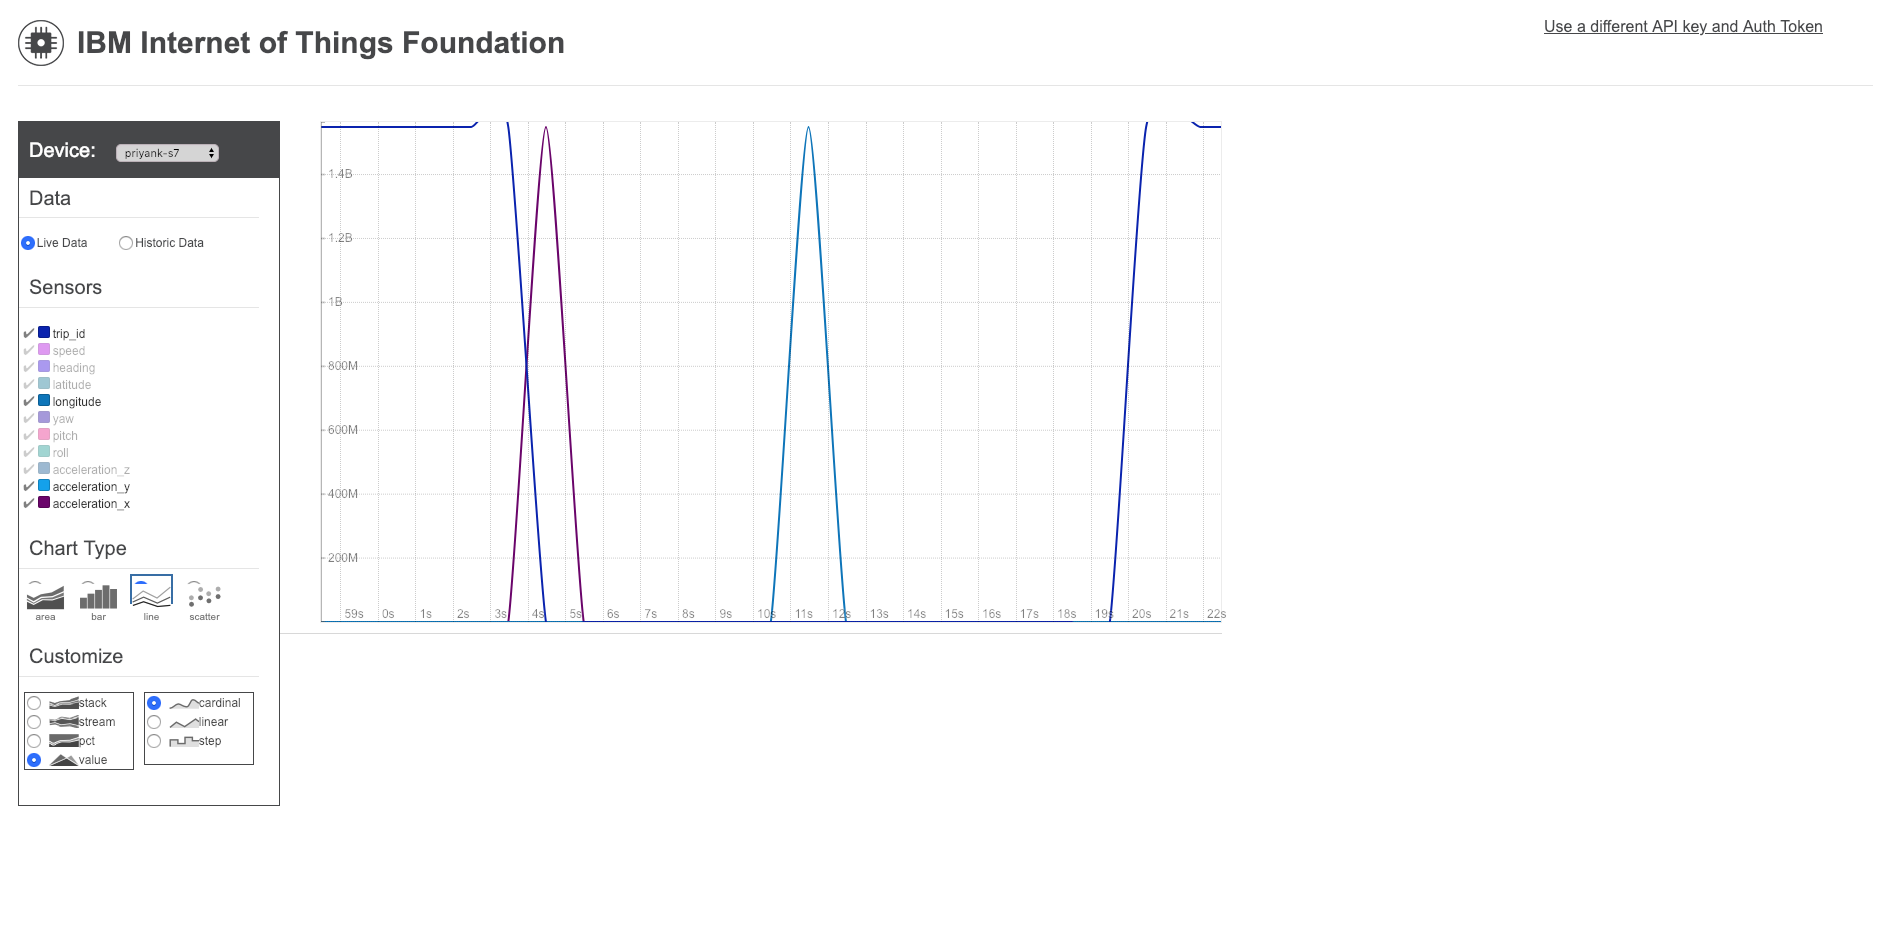 IBM Internet of Things Foundation
Use a different API key and Auth Token
Device: priyank-s7
Data
Live Data Historic Data
Sensors
trip_id
speed
heading
latitude
longitude
yaw
pitch
roll
acceleration_z
acceleration_y
acceleration_x
Chart Type
area bar line scatter
Customize
stack
stream
pct
value
cardinal
linear
step
1.4B
1.2B
1B
800M
600M
400M
200M
59s 0s 1s 2s 3s 4s 5s 6s 7s 8s 9s 10s 11s 12s 13s 14s 15s 16s 17s 18s 19s 20s 21s 22s